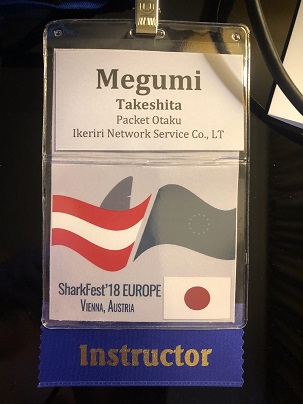 Megumi
Takeshita
Packet Otaku
Ikeriri Network Service Co., LT
SharkFest'18 EUROPE
VIENNA, AUSTRIA
Instructor